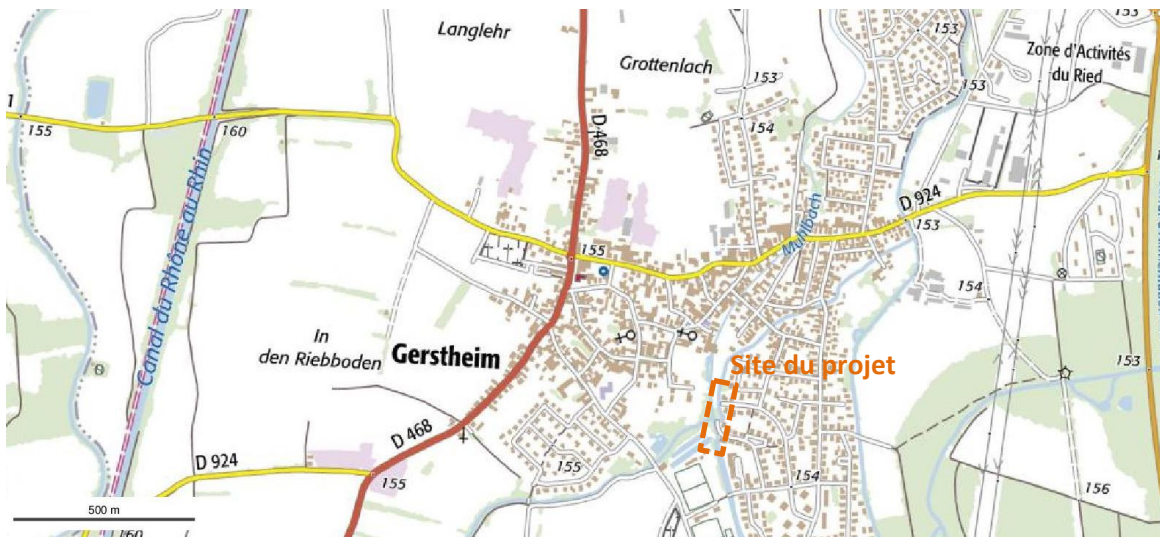 Langlehr
Grottenlach
153
153
Zone d'Activités
du Ried
153
155
160
154
D 468
D 924
153
Muhlbach
155
154
Canal du Rhône au Rhin
In
den Riebboden
Gerstheim
Site du projet
153
D 468
D 924
155
155
154
156
500 m
160